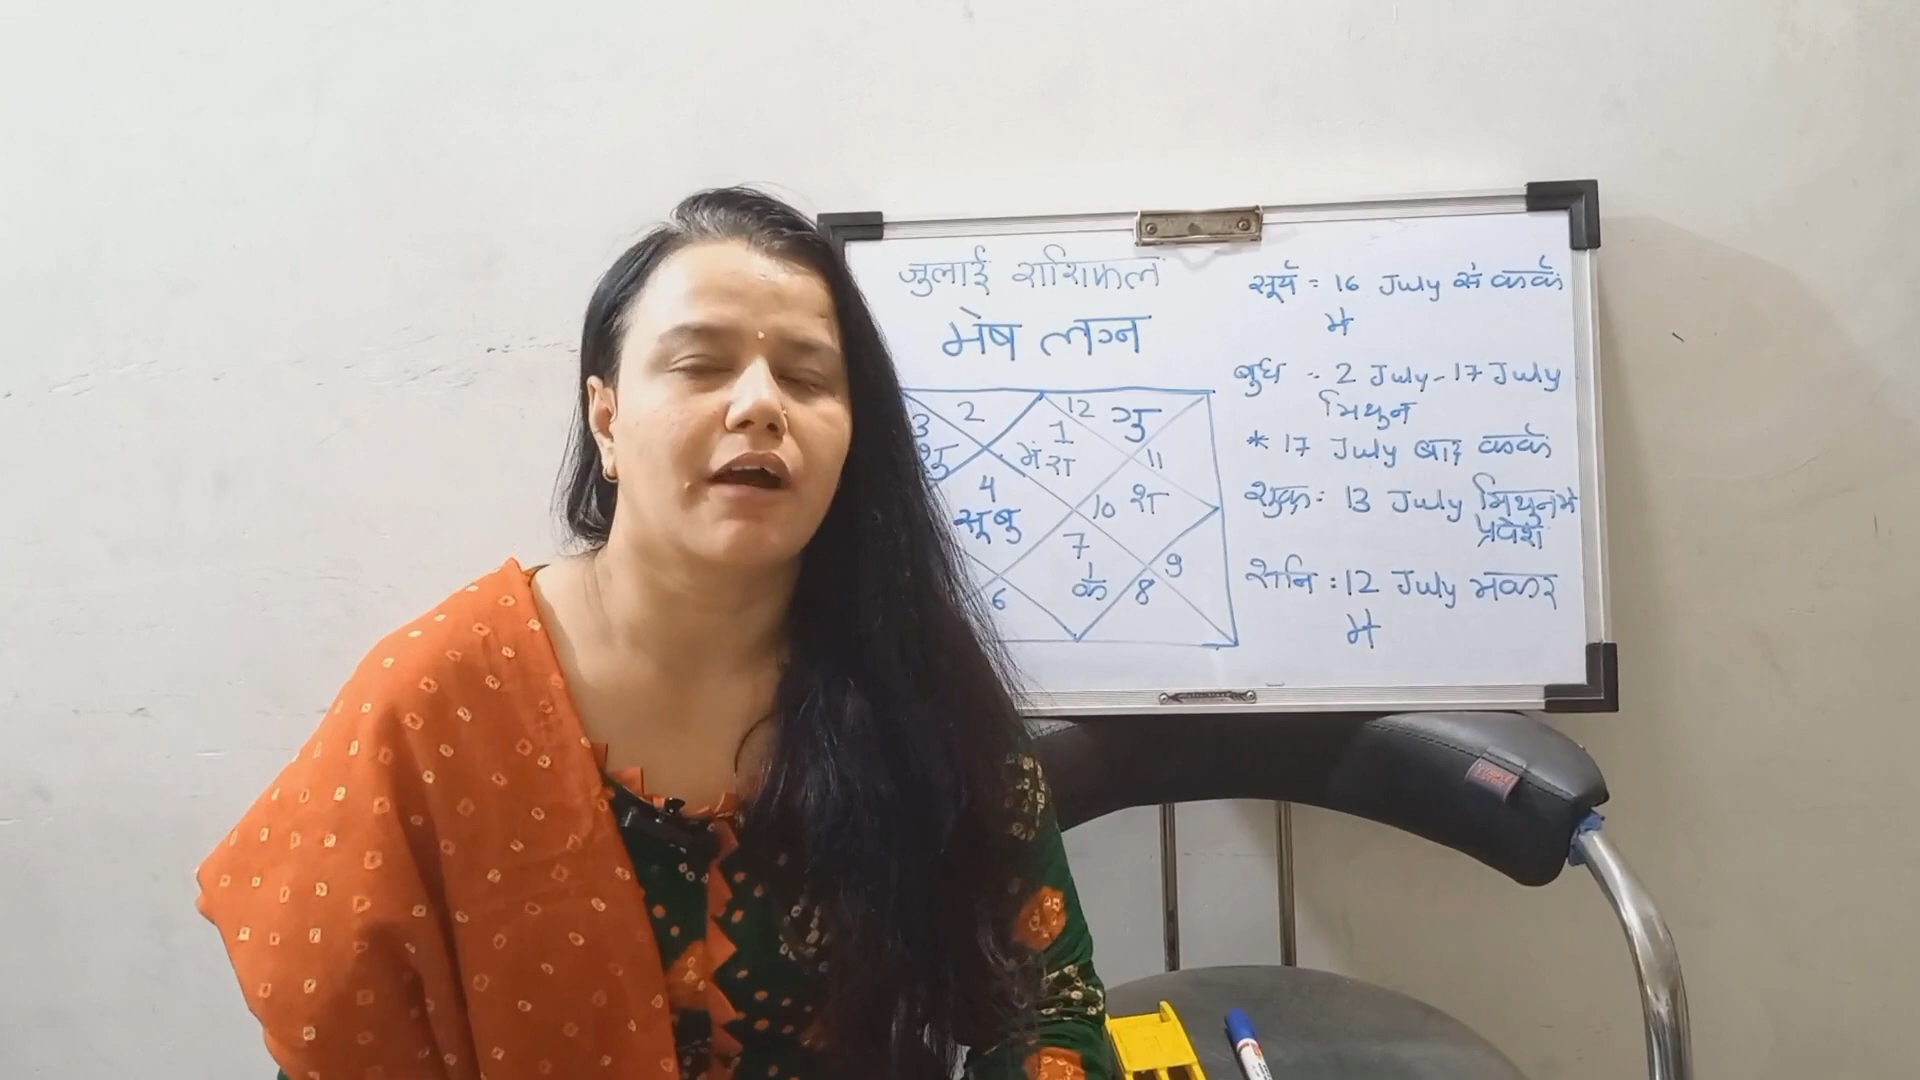 जुलाई राशिफल
मेष लग्न
2
12
गु
3
1
शु
मं रा
11
4
10 श
सू बु
7
9
के
6
8
सूर्य = 16 July से कर्क
में
बुध - 2 July - 17 July
मिथुन
* 17 July बाद कर्क
शुक्र : 13 July मिथुन में
प्रवेश
शनि : 12 July मकर
में